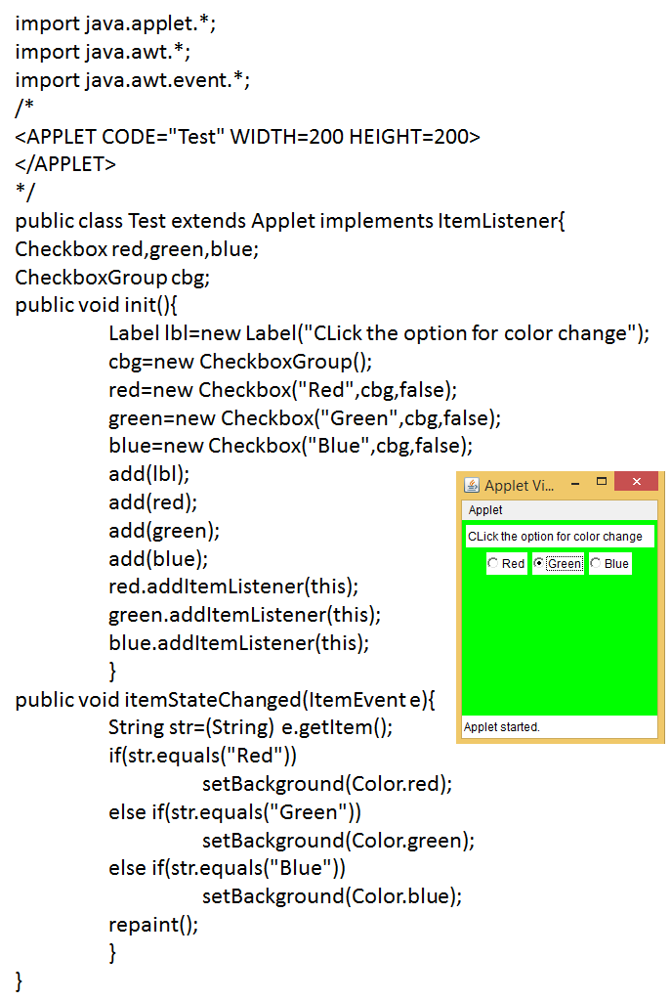 import java.applet.*;
import java.awt.*;
import java.awt.event.*;
/*
<APPLET CODE="Test" WIDTH=200 HEIGHT=200>
</APPLET>
*/
public class Test extends Applet implements ItemListener{
Checkbox red,green,blue;
CheckboxGroup cbg;
public void init(){
Label lbl=new Label("CLick the option for color change");
cbg=new CheckboxGroup();
red=new Checkbox("Red",cbg,false);
green=new Checkbox("Green",cbg,false);
blue=new Checkbox("Blue",cbg,false);
add(lbl);
add(red);
add(green);
add(blue);
red.addItemListener(this);
green.addItemListener(this);
blue.addItemListener(this);
}
public void itemStateChanged(ItemEvent e){
String str=(String) e.getItem();
if(str.equals("Red"))
setBackground(Color.red);
else if(str.equals("Green"))
setBackground(Color.green);
else if(str.equals("Blue"))
setBackground(Color.blue);
repaint();
}
}
Applet Vi...
Applet
CLick the option for color change
Red Green Blue
Applet started.